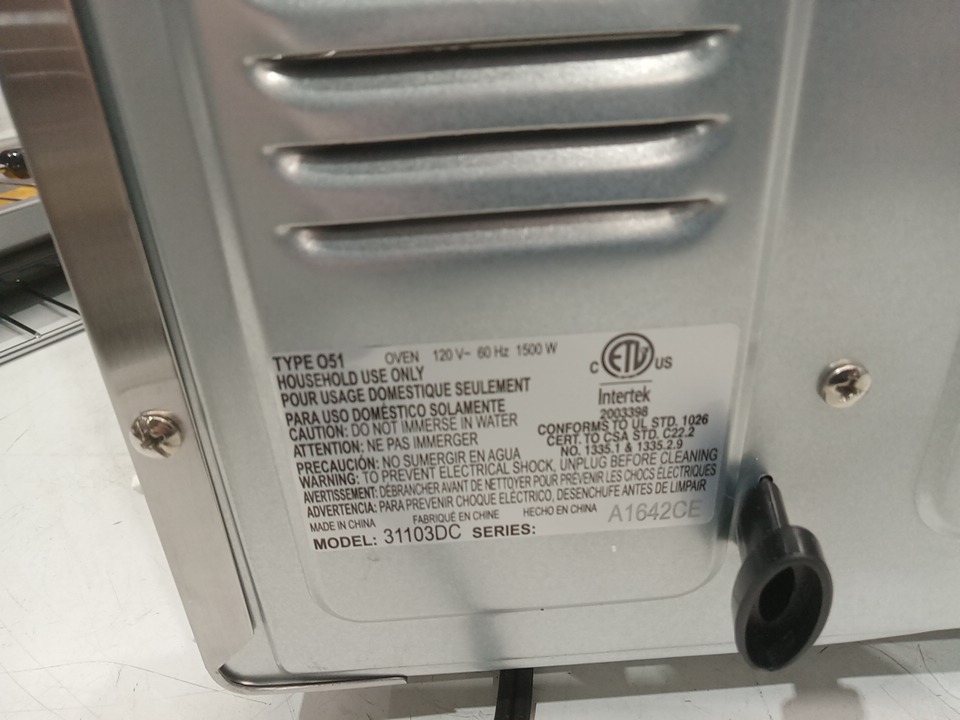 TYPE O51 OVEN 120 V~ 60 Hz 1500 W
HOUSEHOLD USE ONLY
POUR USAGE DOMESTIQUE SEULEMENT
PARA USO DOMÉSTICO SOLAMENTE
CAUTION: DO NOT IMMERSE IN WATER
ATTENTION: NE PAS IMMERGER
PRECAUCIÓN: NO SUMERGIR EN AGUA
C ETL US
Intertek
2003398
CONFORMS TO UL STD. 1026
CERT. TO CSA STD. C22.2
NO. 1335.1 & 1335.2.9
WARNING: TO PREVENT ELECTRICAL SHOCK, UNPLUG BEFORE CLEANING
AVERTISSEMENT: DÉBRANCHER AVANT DE NETTOYER POUR PRÉVENIR LES CHOCS ÉLECTRIQUES
ADVERTENCIA: PARA PREVENIR CHOQUE ELÉCTRICO, DESENCHUFE ANTES DE LIMPIAR
MADE IN CHINA FABRIQUÉ EN CHINE HECHO EN CHINA A1642CE
MODEL: 31103DC SERIES: